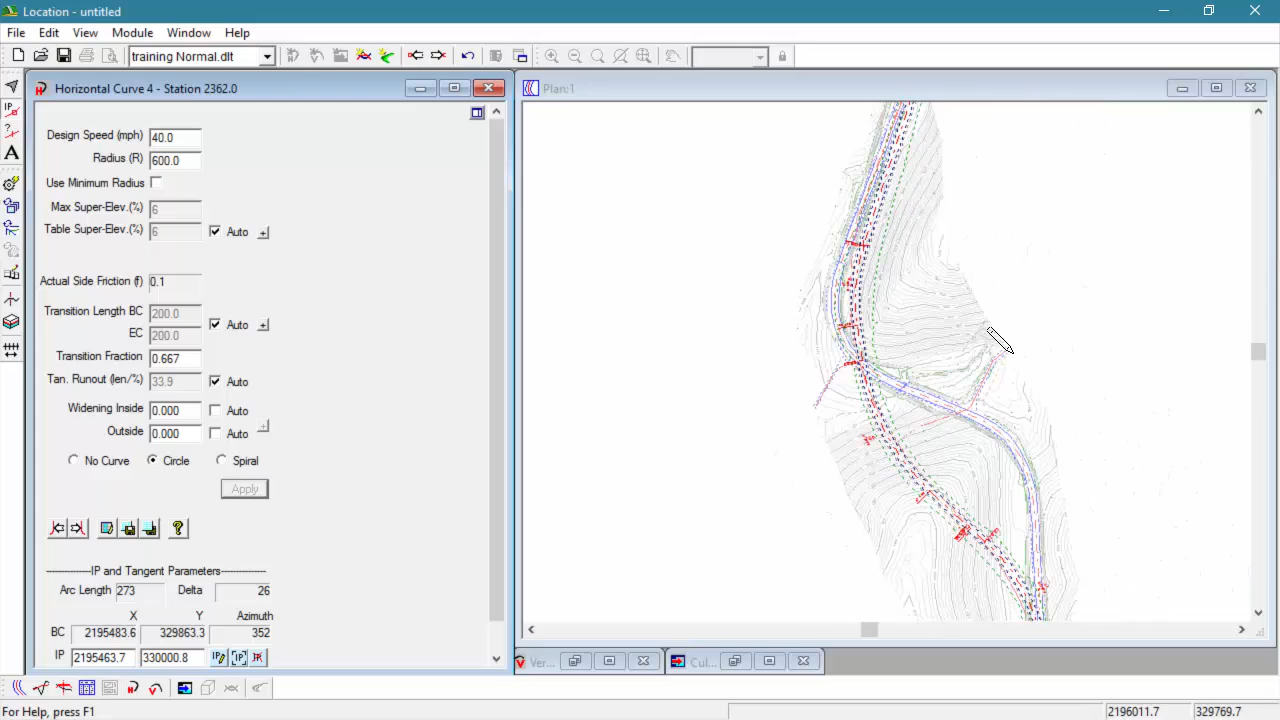 Location - untitled
File Edit View Module Window Help
training Normal.dlt
Horizontal Curve 4 - Station 2362.0
Design Speed (mph) 40.0
Radius (R) 600.0
Use Minimum Radius
Max Super-Elev.(%) 6
Table Super-Elev.(%) 6 Auto
Actual Side Friction (f) 0.1
Transition Length BC 200.0
EC 200.0 Auto
Transition Fraction 0.667
Tan. Runout (len/%) 33.9 Auto
Widening Inside 0.000 Auto
Outside 0.000 Auto
No Curve Circle Spiral
Apply
IP and Tangent Parameters
Arc Length 273 Delta 26
X Y Azimuth
BC 2195483.6 329863.3 352
IP 2195463.7 330000.8
Plan:1
Ver... Cul...
For Help, press F1
2196011.7 329769.7